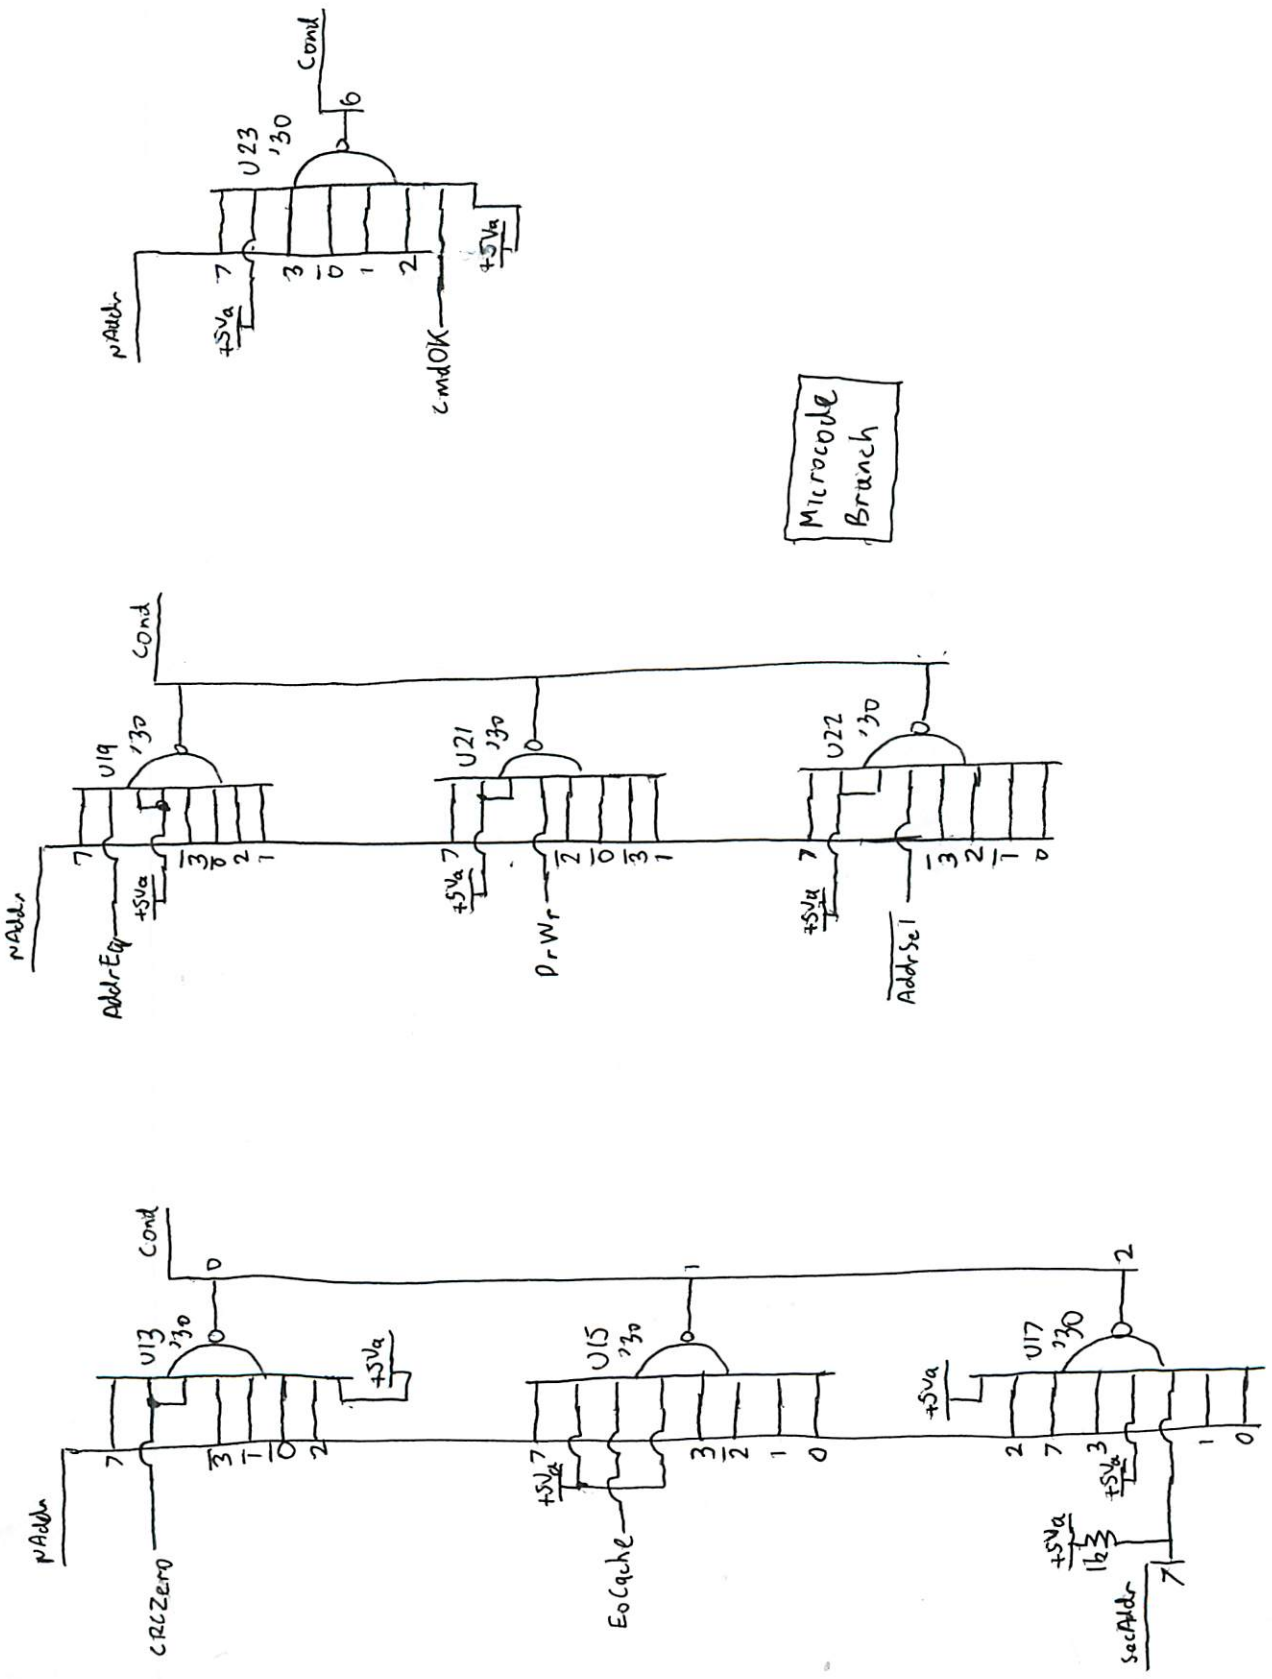 NAddr
Cond
7
U13
'30
CRCZero
0
3̅
1̅
0̅
2
+5Va
+5Va
7
U15
'30
EoCache
1
3
2̅
1
0
+5Va
2
U17
7
'30
3
+5Va
+5Va
1k
2
SecAddr
7
1
0
NAddr
Cond
7
U19
'30
AddrEq
+5Va
3̅
0̅
2
1
7
U21
'30
+5Va
DrWr
2̅
0̅
3̅
1
7
U22
'30
+5Va
A̅d̅d̅r̅S̅e̅l̅
3̅
2
1̅
0
NAddr
Cond
7
U23
'30
+5Va
3
0̅
6
1
2
CmdOK
+5Va
Microcode
Branch